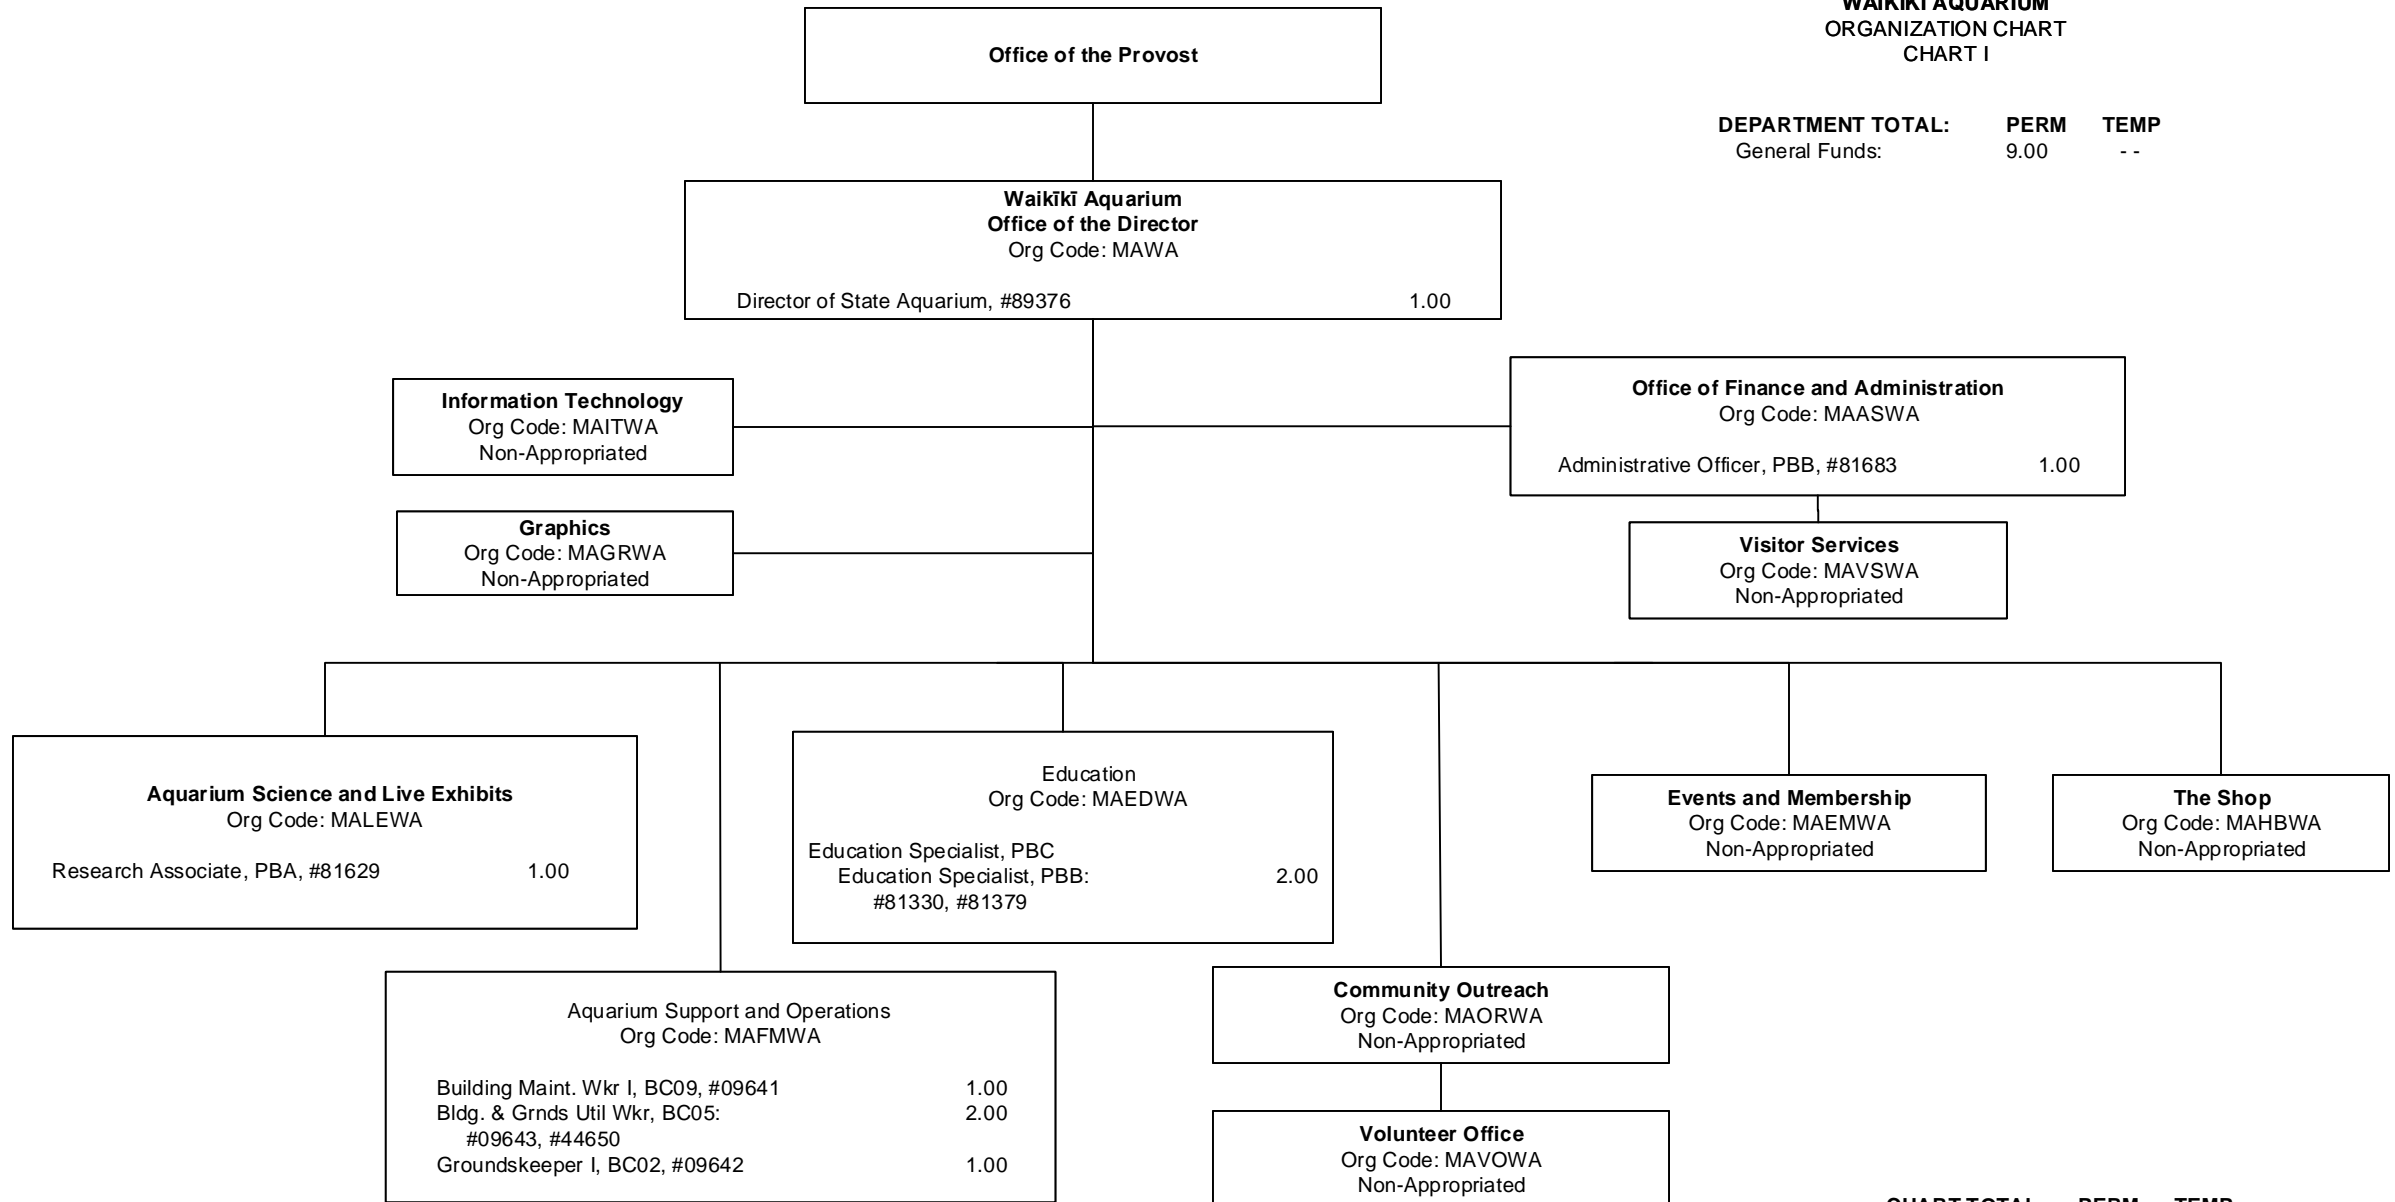 WAIKĪKĪ AQUARIUM
ORGANIZATION CHART
CHART I
Office of the Provost
DEPARTMENT TOTAL: PERM TEMP
General Funds: 9.00 - -
Waikīkī Aquarium
Office of the Director
Org Code: MAWA
Director of State Aquarium, #89376 1.00
Information Technology
Org Code: MAITWA
Non-Appropriated
Office of Finance and Administration
Org Code: MAASWA
Administrative Officer, PBB, #81683 1.00
Graphics
Org Code: MAGRWA
Non-Appropriated
Visitor Services
Org Code: MAVSWA
Non-Appropriated
Aquarium Science and Live Exhibits
Org Code: MALEWA
Research Associate, PBA, #81629 1.00
Education
Org Code: MAEDWA
Education Specialist, PBC
Education Specialist, PBB: 2.00
#81330, #81379
Events and Membership
Org Code: MAEMWA
Non-Appropriated
The Shop
Org Code: MAHBWA
Non-Appropriated
Aquarium Support and Operations
Org Code: MAFMWA
Building Maint. Wkr I, BC09, #09641 1.00
Bldg. & Grnds Util Wkr, BC05: 2.00
#09643, #44650
Groundskeeper I, BC02, #09642 1.00
Community Outreach
Org Code: MAORWA
Non-Appropriated
Volunteer Office
Org Code: MAVOWA
Non-Appropriated
CHART TOTAL PERM TEMP